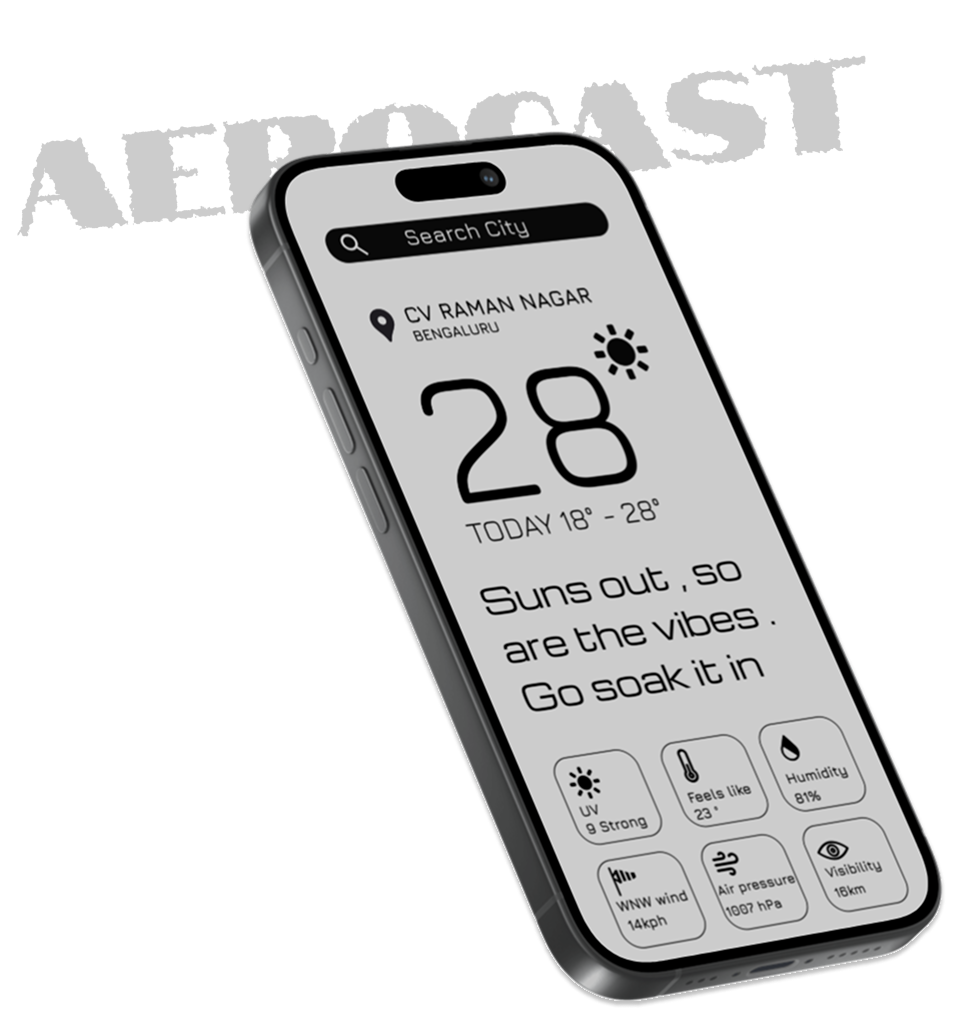 AEROCAST
Search City
CV RAMAN NAGAR
BENGALURU
28
TODAY 18° - 28°
Suns out , so
are the vibes .
Go soak it in
UV
9 Strong
Feels like
23 °
Humidity
81%
WNW wind
14kph
Air pressure
1007 hPa
Visibility
16km